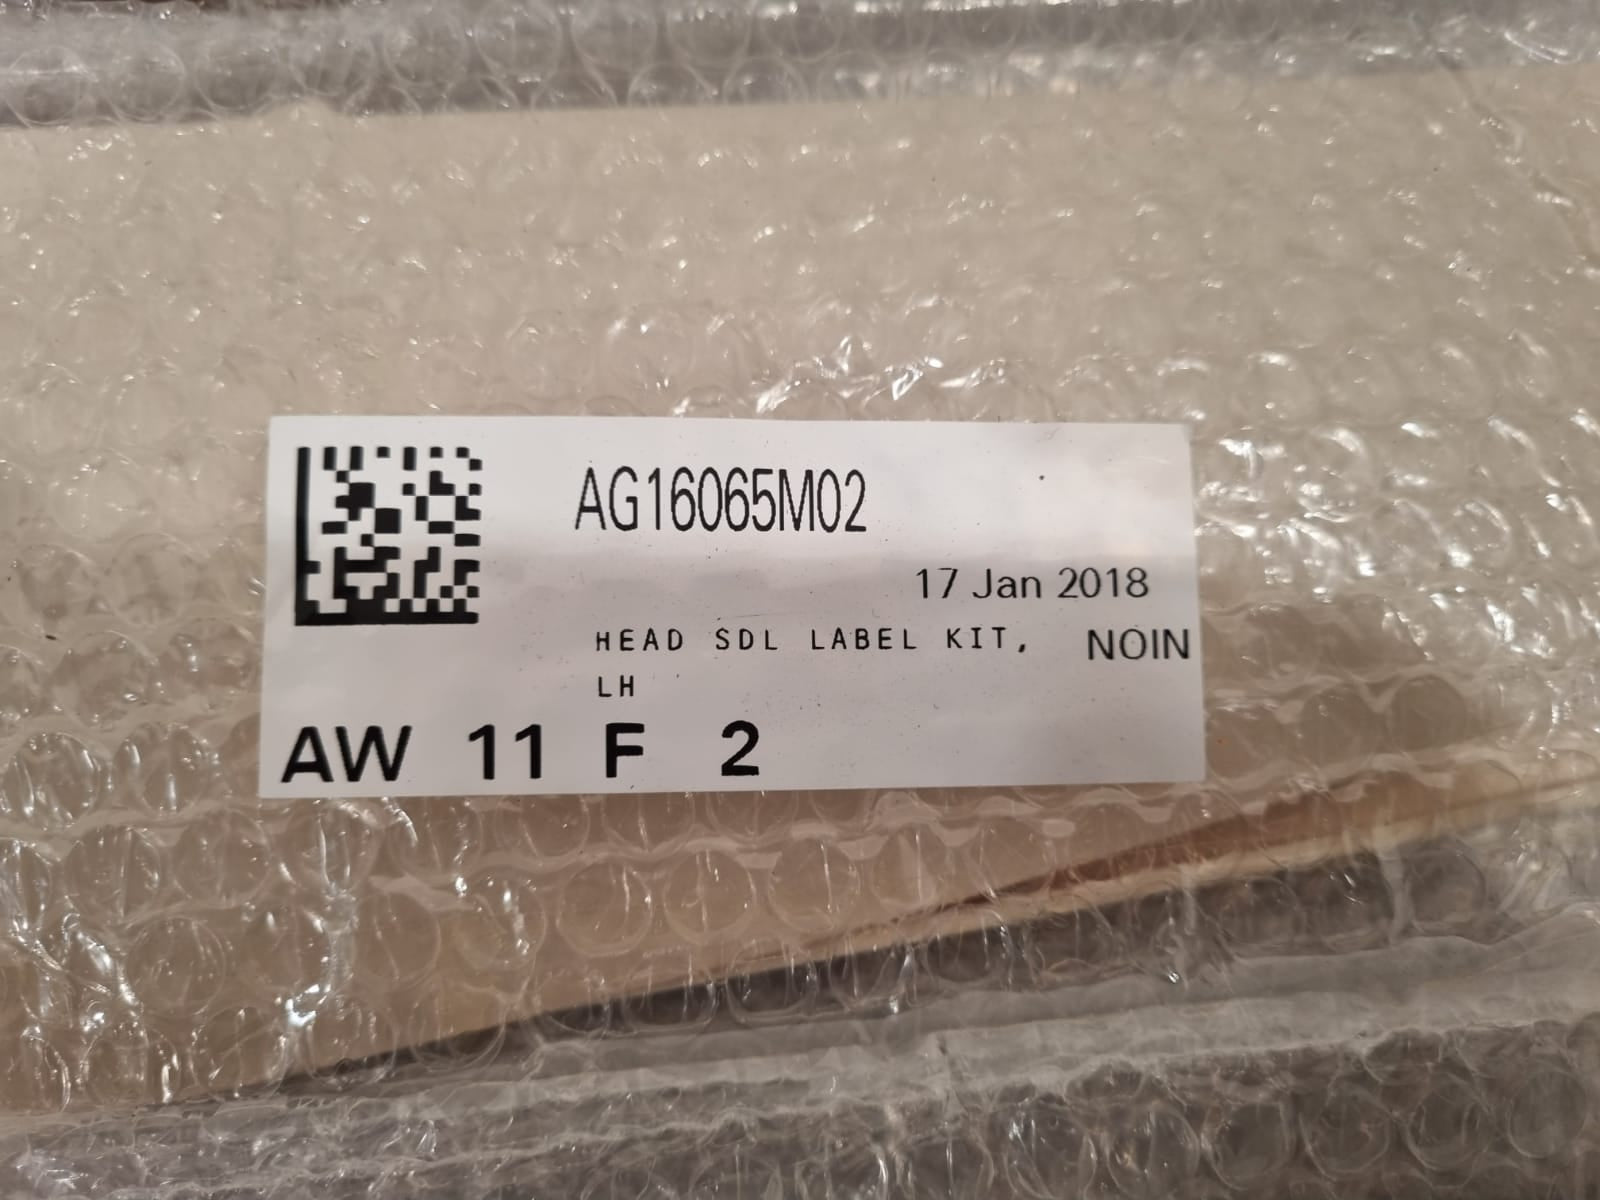 AG16065M02
17 Jan 2018
HEAD SDL LABEL KIT, NOIN
LH
AW 11 F 2